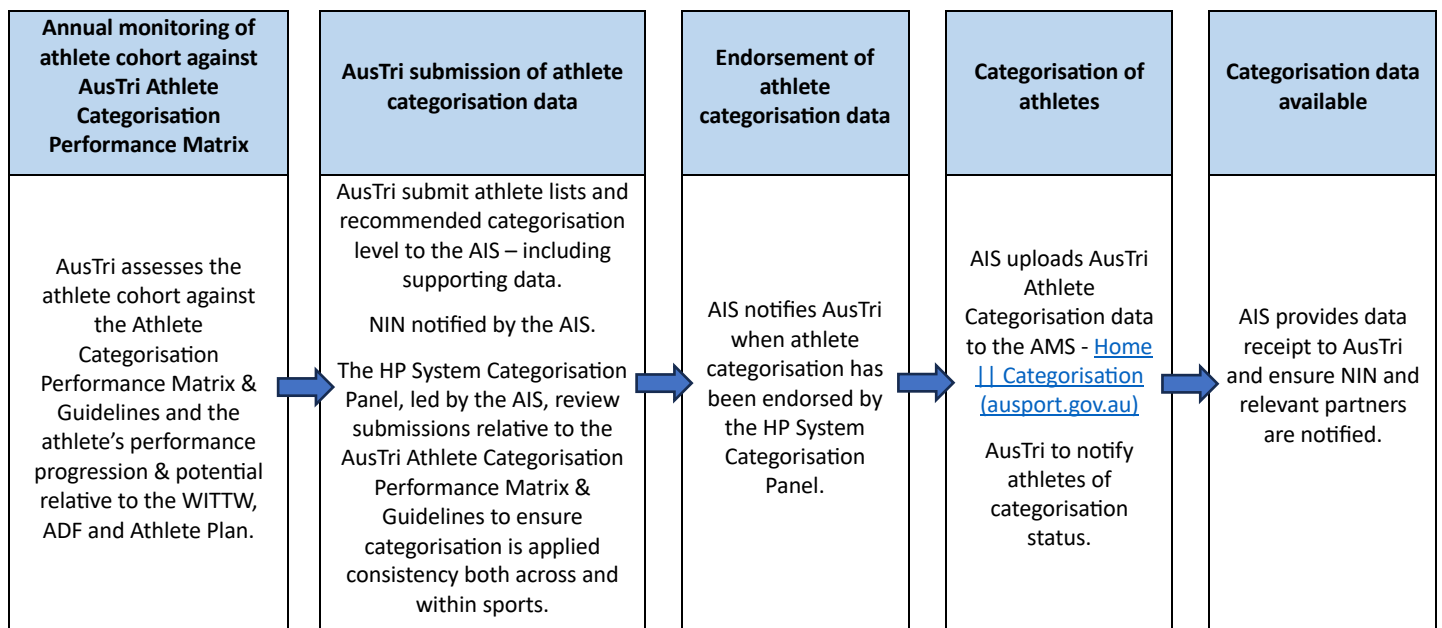 Annual monitoring of
athlete cohort against
AusTri Athlete
Categorisation
Performance Matrix
AusTri assesses the
athlete cohort against
the Athlete
Categorisation
Performance Matrix &
Guidelines and the
athlete's performance
progression & potential
relative to the WITTW,
ADF and Athlete Plan.
AusTri submission of athlete
categorisation data
AusTri submit athlete lists and
recommended categorisation
level to the AIS – including
supporting data.
NIN notified by the AIS.
The HP System Categorisation
Panel, led by the AIS, review
submissions relative to the
AusTri Athlete Categorisation
Performance Matrix &
Guidelines to ensure
categorisation is applied
consistency both across and
within sports.
Endorsement of
athlete
categorisation data
AIS notifies AusTri
when athlete
categorisation has
been endorsed by
the HP System
Categorisation
Panel.
Categorisation of
athletes
AIS uploads AusTri
Athlete
Categorisation data
to the AMS - Home
|| Categorisation
(ausport.gov.au)
AusTri to notify
athletes of
categorisation
status.
Categorisation data
available
AIS provides data
receipt to AusTri
and ensure NIN and
relevant partners
are notified.